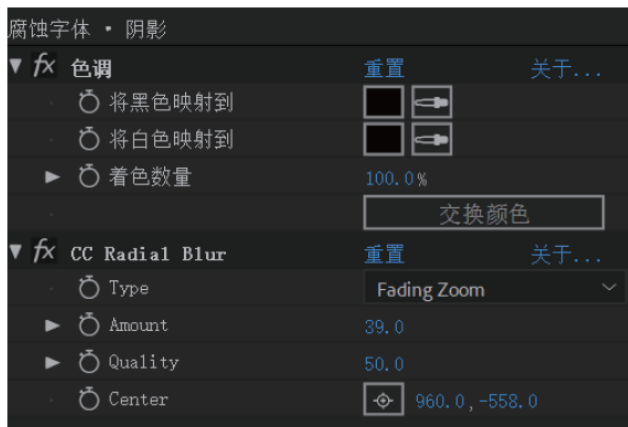 腐蚀字体 • 阴影
fx 色调 重置 关于...
将黑色映射到
将白色映射到
着色数量 100.0%
交换颜色
fx CC Radial Blur 重置 关于...
Type Fading Zoom
Amount 39.0
Quality 50.0
Center 960.0,-558.0